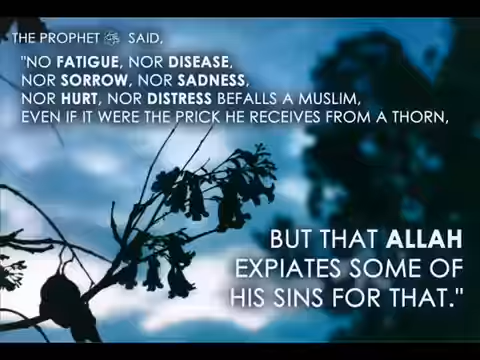 THE PROPHET ﷺ SAID,
"NO FATIGUE, NOR DISEASE,
NOR SORROW, NOR SADNESS,
NOR HURT, NOR DISTRESS BEFALLS A MUSLIM,
EVEN IF IT WERE THE PRICK HE RECEIVES FROM A THORN,
BUT THAT ALLAH
EXPIATES SOME OF
HIS SINS FOR THAT."